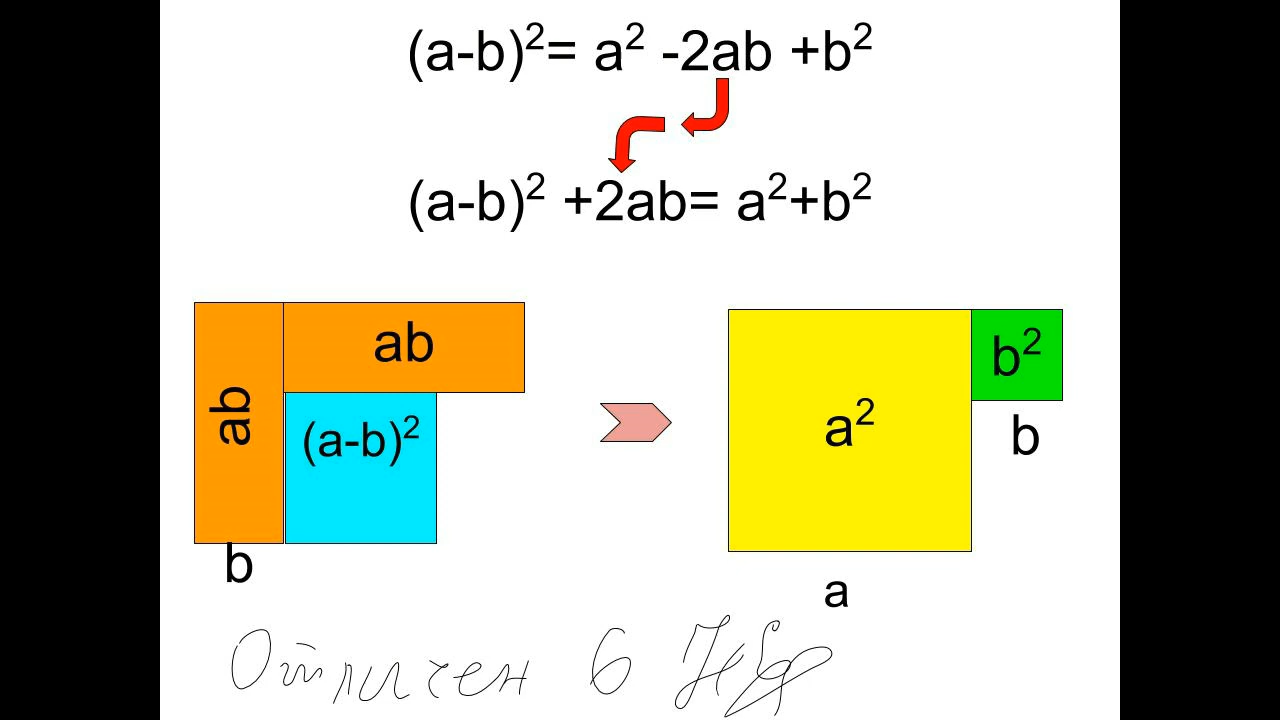 (a-b)²= a² -2ab +b²
(a-b)² +2ab= a²+b²
ab
ab
(a-b)²
b
a²
b²
b
a
Отличен 6